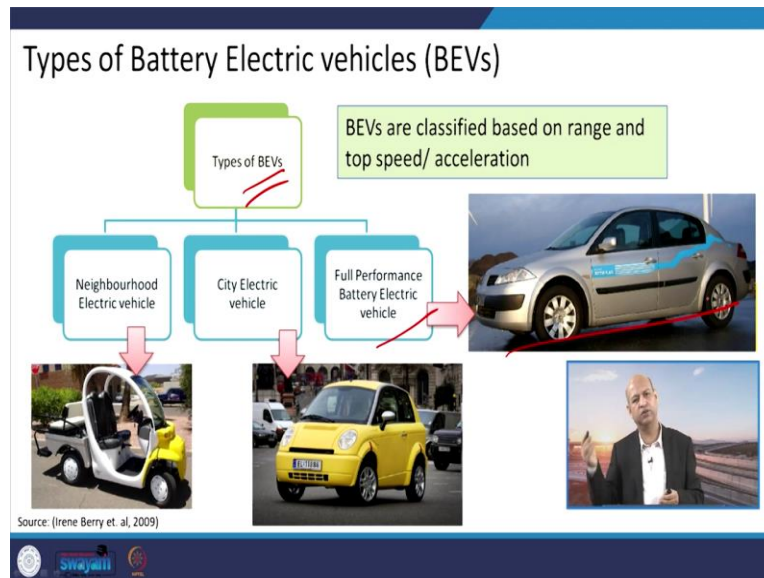 Types of Battery Electric vehicles (BEVs)
Types of BEVs
BEVs are classified based on range and
top speed/ acceleration
Neighbourhood
Electric vehicle
City Electric
vehicle
Full Performance
Battery Electric
vehicle
Source: (Irene Berry et. al, 2009)
swayam